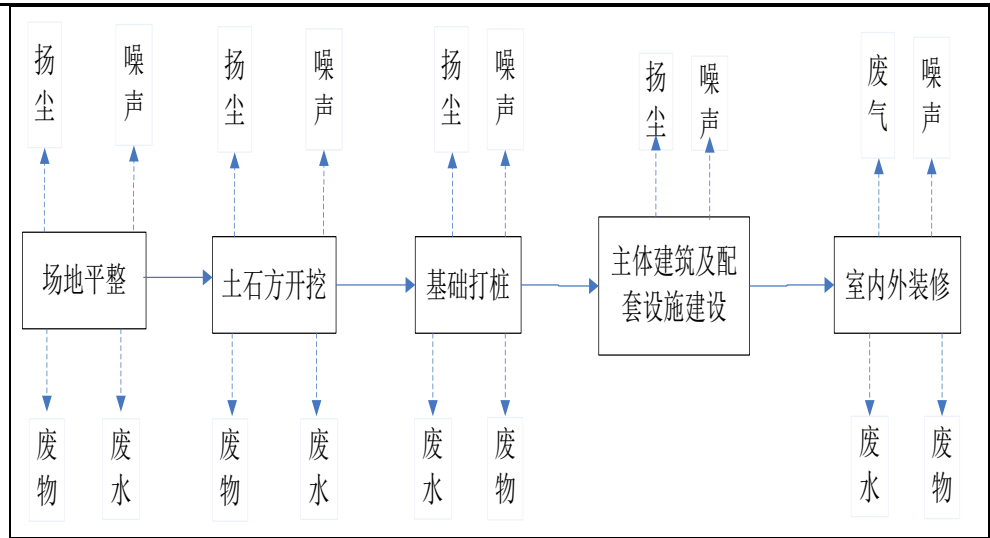 扬尘
噪声
扬尘
噪声
扬尘
噪声
扬尘
噪声
废气
噪声
场地平整
土石方开挖
基础打桩
主体建筑及配
套设施建设
室内外装修
废物
废水
废物
废水
废水
废物
废水
废物